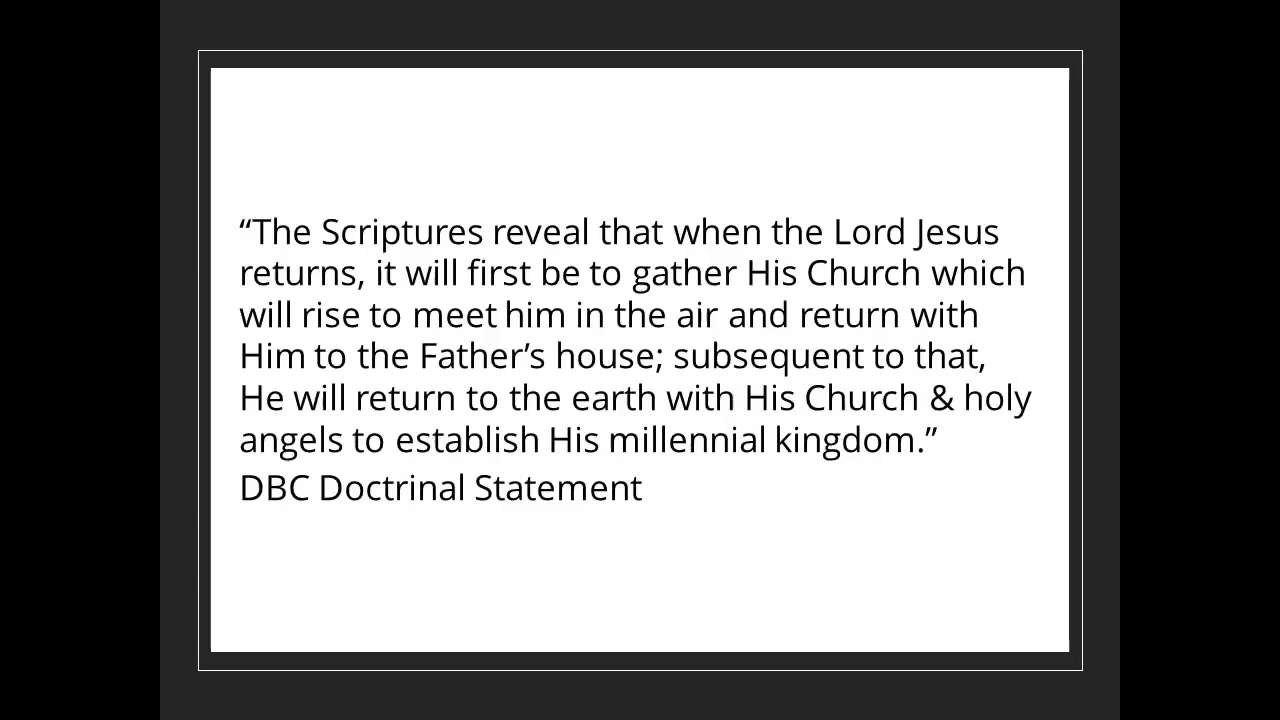 “The Scriptures reveal that when the Lord Jesus
returns, it will first be to gather His Church which
will rise to meet him in the air and return with
Him to the Father’s house; subsequent to that,
He will return to the earth with His Church & holy
angels to establish His millennial kingdom.”
DBC Doctrinal Statement